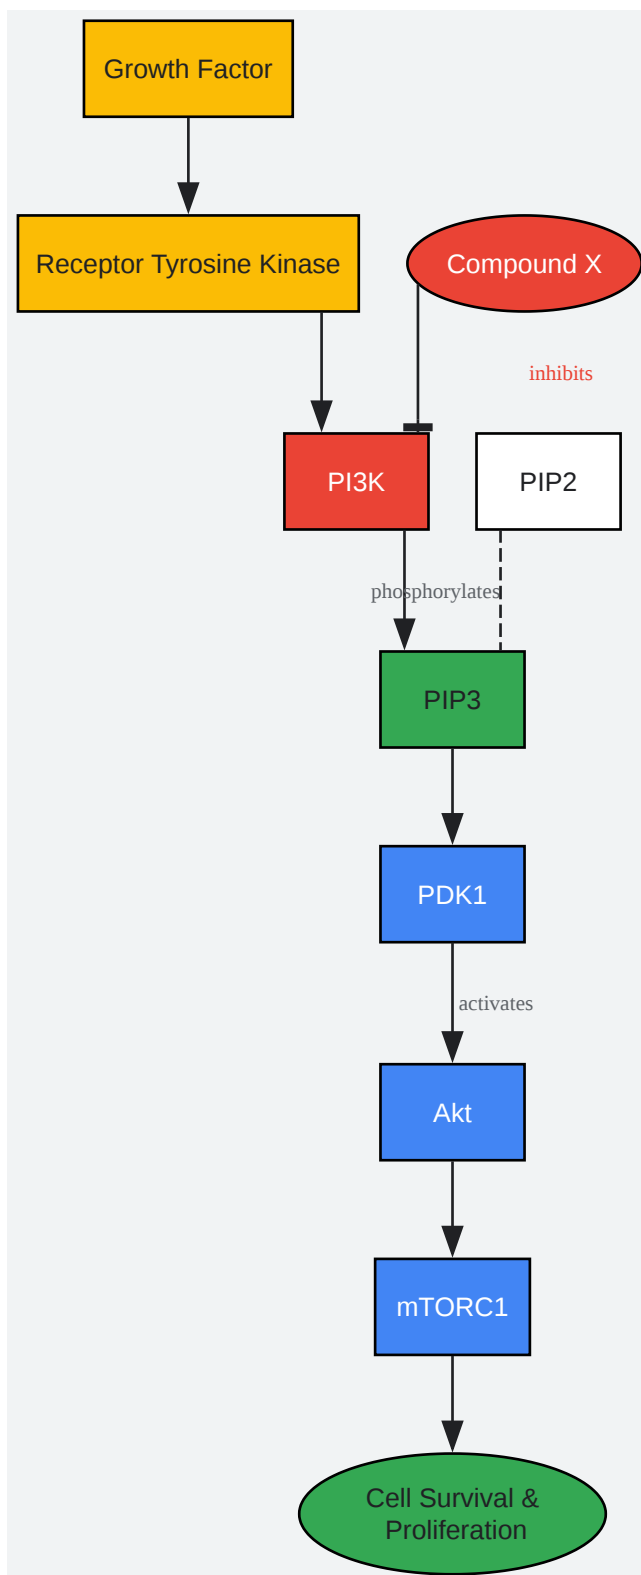 Growth Factor
Receptor Tyrosine Kinase
Compound X
inhibits
PI3K
PIP2
phosphorylates
PIP3
PDK1
activates
Akt
mTORC1
Cell Survival &
Proliferation